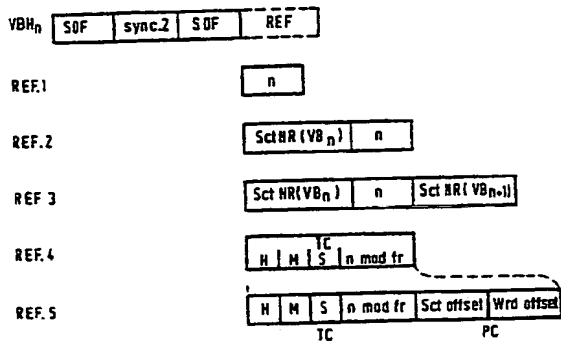 VBHn SOF sync.2 SOF REF
REF.1 n
REF.2 Sct NR (VBn) n
REF 3 Sct NR(VBn) n Sct NR( VBn+1)
TC
REF.4 H M S n mod fr
REF.5 H M S n mod fr Sct offset Wrd offset
TC PC